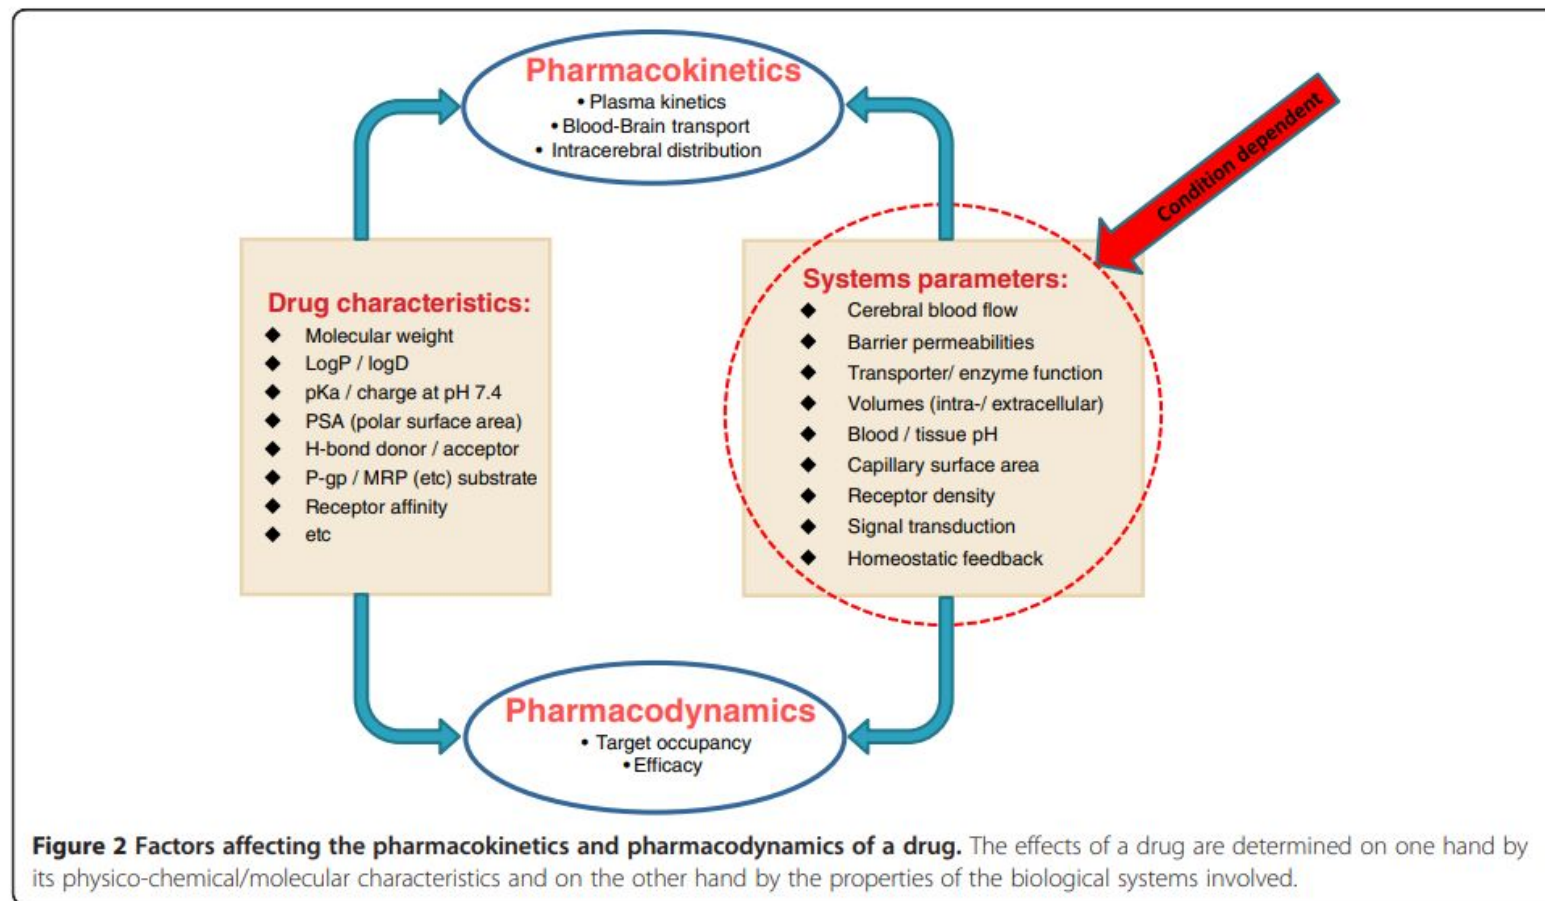 Pharmacokinetics
• Plasma kinetics
• Blood-Brain transport
• Intracerebral distribution
Condition dependent
Drug characteristics:
◆ Molecular weight
◆ LogP / logD
◆ pKa / charge at pH 7.4
◆ PSA (polar surface area)
◆ H-bond donor / acceptor
◆ P-gp / MRP (etc) substrate
◆ Receptor affinity
◆ etc
Systems parameters:
◆ Cerebral blood flow
◆ Barrier permeabilities
◆ Transporter/ enzyme function
◆ Volumes (intra-/ extracellular)
◆ Blood / tissue pH
◆ Capillary surface area
◆ Receptor density
◆ Signal transduction
◆ Homeostatic feedback
Pharmacodynamics
• Target occupancy
• Efficacy
Figure 2 Factors affecting the pharmacokinetics and pharmacodynamics of a drug. The effects of a drug are determined on one hand by
its physico-chemical/molecular characteristics and on the other hand by the properties of the biological systems involved.